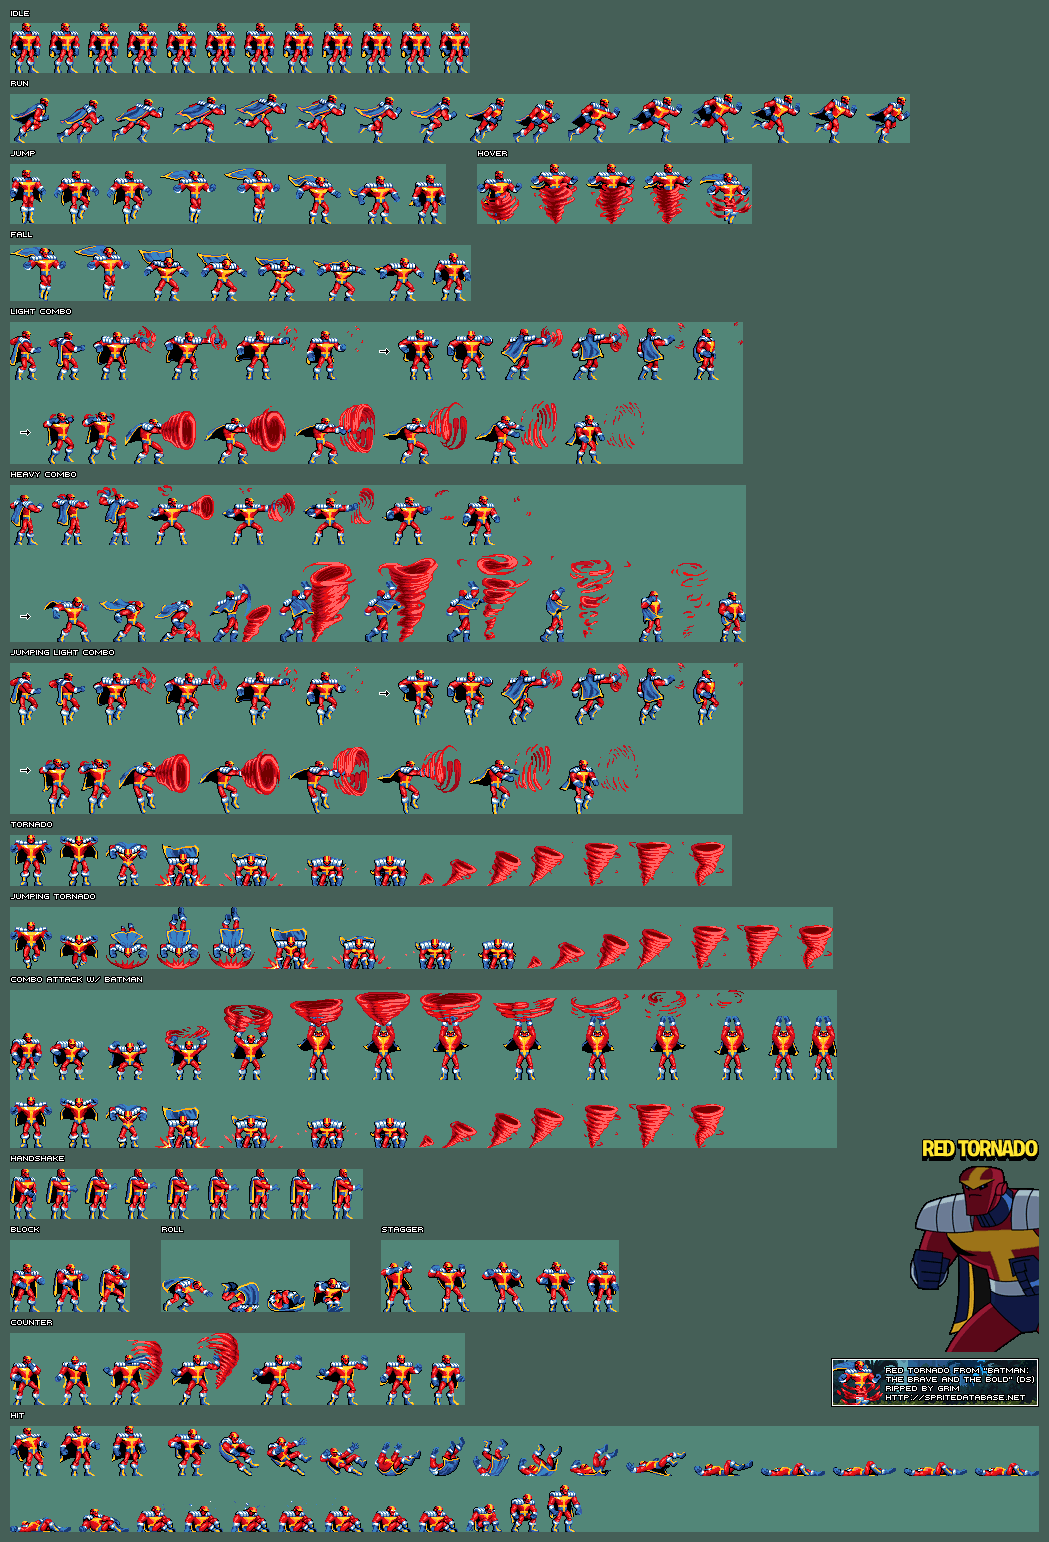 IDLE
RUN
JUMP
HOVER
FALL
LIGHT COMBO
HEAVY COMBO
JUMPING LIGHT COMBO
TORNADO
JUMPING TORNADO
COMBO ATTACK W/ BATMAN
HANDSHAKE
BLOCK
ROLL
STAGGER
COUNTER
HIT
RED TORNADO
RED TORNADO FROM "BATMAN:
THE BRAVE AND THE BOLD" (DS)
RIPPED BY GRIM
HTTP://SPRITEDATABASE.NET